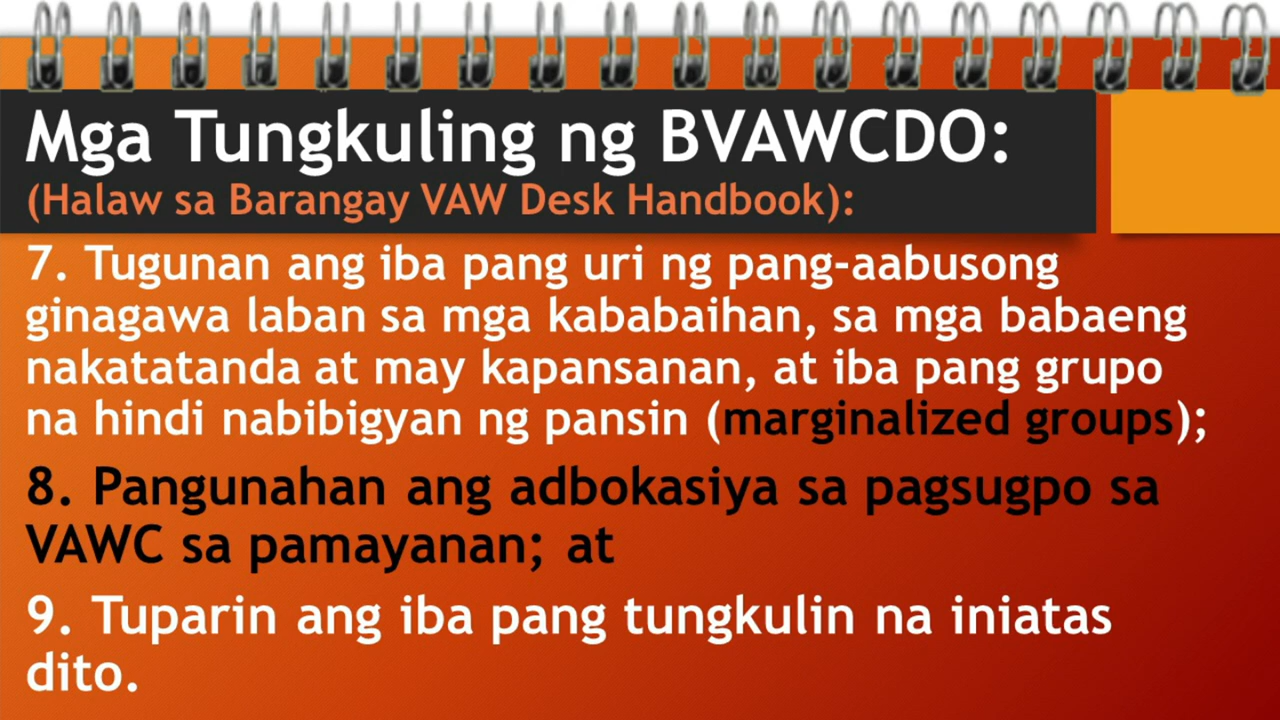 Mga Tungkuling ng BVAWCDO:
(Halaw sa Barangay VAW Desk Handbook):
7. Tugunan ang iba pang uri ng pang-aabusong
ginagawa laban sa mga kababaihan, sa mga babaeng
nakatatanda at may kapansanan, at iba pang grupo
na hindi nabibigyan ng pansin (marginalized groups);
8. Pangunahan ang adbokasiya sa pagsugpo sa
VAWC sa pamayanan; at
9. Tuparin ang iba pang tungkulin na iniatas
dito.